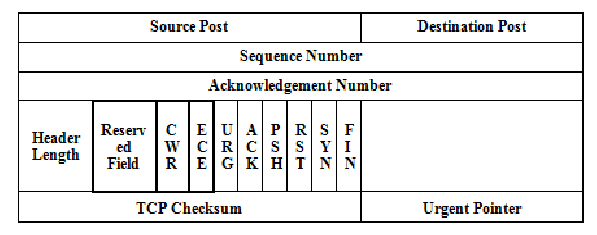 Source Post
Destination Post
Sequence Number
Acknowledgement Number
Header
Length
Reserv
ed
Field
C
W
R
E
C
E
U
R
G
A
C
K
P
S
H
R
S
T
S
Y
N
F
I
N
TCP Checksum
Urgent Pointer